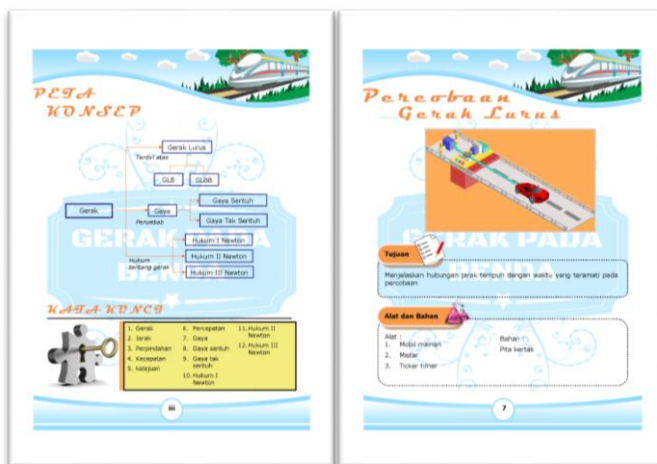 PETA
KONSEP
Gerak Lurus
Terdiri atas
GLB
GLBB
Gerak
Gaya
Penyebab
Gaya Sentuh
Gaya Tak Sentuh
Hukum I Newton
Hukum tentang gerak
Hukum II Newton
Hukum III Newton
GERAK PADA
BENDA
KATA KUNCI
1. Gerak
2. Jarak
3. Perpindahan
4. Kecepatan
5. kelajuan
6. Percepatan
7. Gaya
8. Gaya sentuh
9. Gaya tak
sentuh
10. Hukum I
Newton
11. Hukum II
Newton
12. Hukum III
Newton
iii
Percobaan
Gerak Lurus
GERAK PADA
BENDA
Tujuan
Menjelaskan hubungan jarak tempuh dengan waktu yang teramati pada
percobaan
Alat dan Bahan
Alat :
1. Mobil mainan
2. Mistar
3. Ticker timer
Bahan :
Pita kertas
7